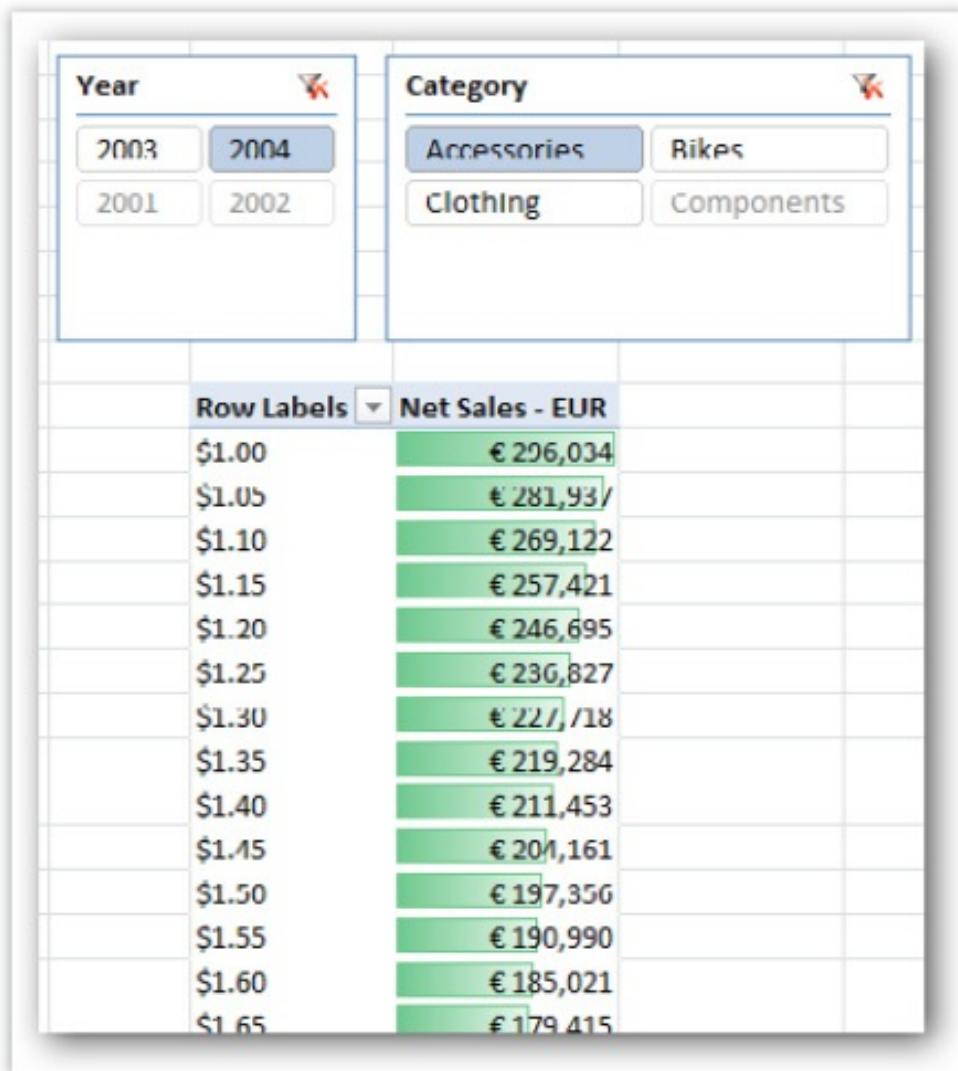 Year
2003 2004
2001 2002
Category
Accessories Bikes
Clothing Components
Row Labels Net Sales - EUR
$1.00 € 296,034
$1.05 € 281,937
$1.10 € 269,122
$1.15 € 257,421
$1.20 € 246,695
$1.25 € 236,827
$1.30 € 227,718
$1.35 € 219,284
$1.40 € 211,453
$1.45 € 204,161
$1.50 € 197,356
$1.55 € 190,990
$1.60 € 185,021
$1.65 € 179,415